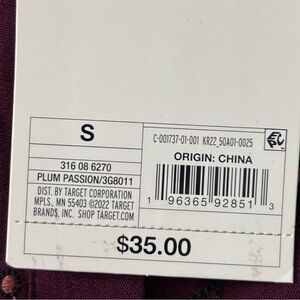 S
C-001737-01-001 KR22_50A01-0025
ORIGIN: CHINA
316 08 6270
PLUM PASSION/3G8011
DIST. BY TARGET CORPORATION
MPLS, MN 55403 ©2022 TARGET
BRANDS, INC. SHOP TARGET.COM
1 96365 92851 3
$35.00